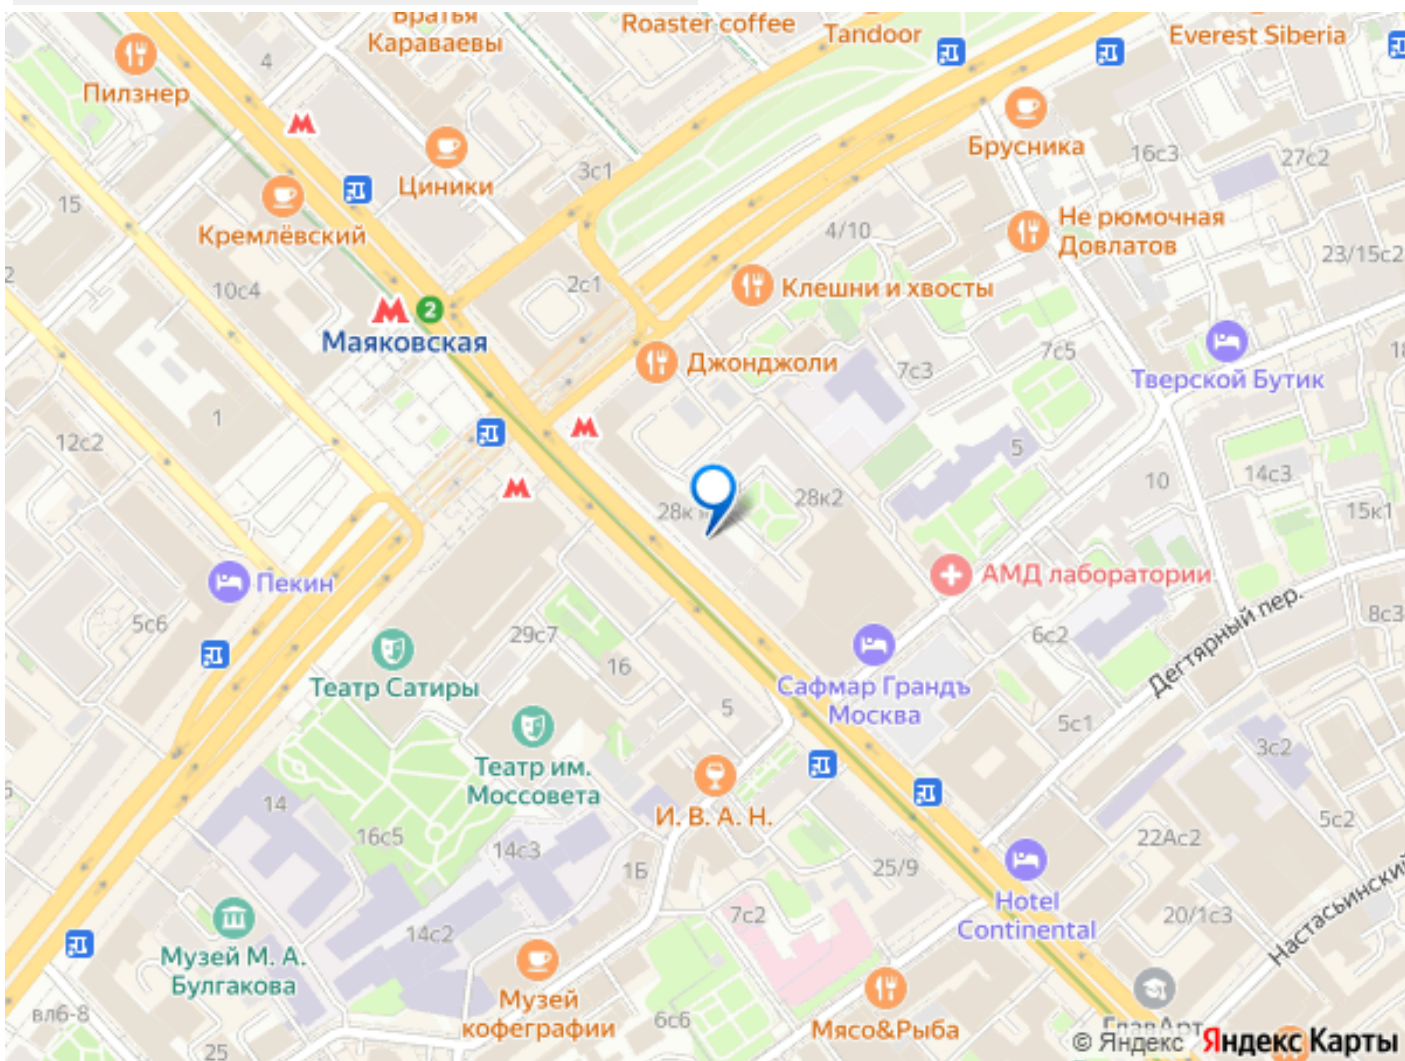 Братья
Караваевы
Roaster coffee
Tandoor
Everest Siberia
4
Пилзнер
М
Циники
3с1
Брусника
16с3
27с2
15
Кремлёвский
Не рюмочная
Довлатов
4/10
23/15с2
2
10с4
2с1
Клешни и хвосты
М
2
Маяковская
Джонджоли
7с3
7с5
Тверской Бутик
1
12с2
М
5
10
14с3
М
28к
28к2
15к1
Пекин
АМД лаборатории
Дегтярный пер.
8с3
5с6
29с7
16
6с2
Театр Сатиры
Сафмар Грандъ
Москва
5
5с1
3с2
Театр им.
Моссовета
14
16с5
И. В. А. Н.
5с2
14с3
1Б
25/9
22Ас2
Hotel
Continental
7с2
20/1с3
Настасьинский
14с2
Музей М. А.
Булгакова
Музей
кофеграфии
6с6
Мясо&Рыба
вл6-8
25
ГлавАрт
© Яндекс Яндекс Карты